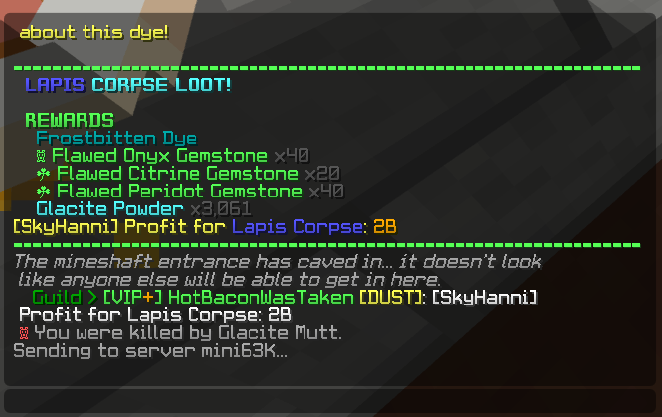 about this dye!
LAPIS CORPSE LOOT!
REWARDS
Frostbitten Dye
Flawed Onyx Gemstone x40
☘ Flawed Citrine Gemstone x20
☘ Flawed Peridot Gemstone x40
Glacite Powder x3,061
[SkyHanni] Profit for Lapis Corpse: 2B
The mineshaft entrance has caved in... it doesn't look
like anyone else will be able to get in here.
Guild > [VIP+] HotBaconWasTaken [DUST]: [SkyHanni]
Profit for Lapis Corpse: 2B
☠ You were killed by Glacite Mutt.
Sending to server mini63K...